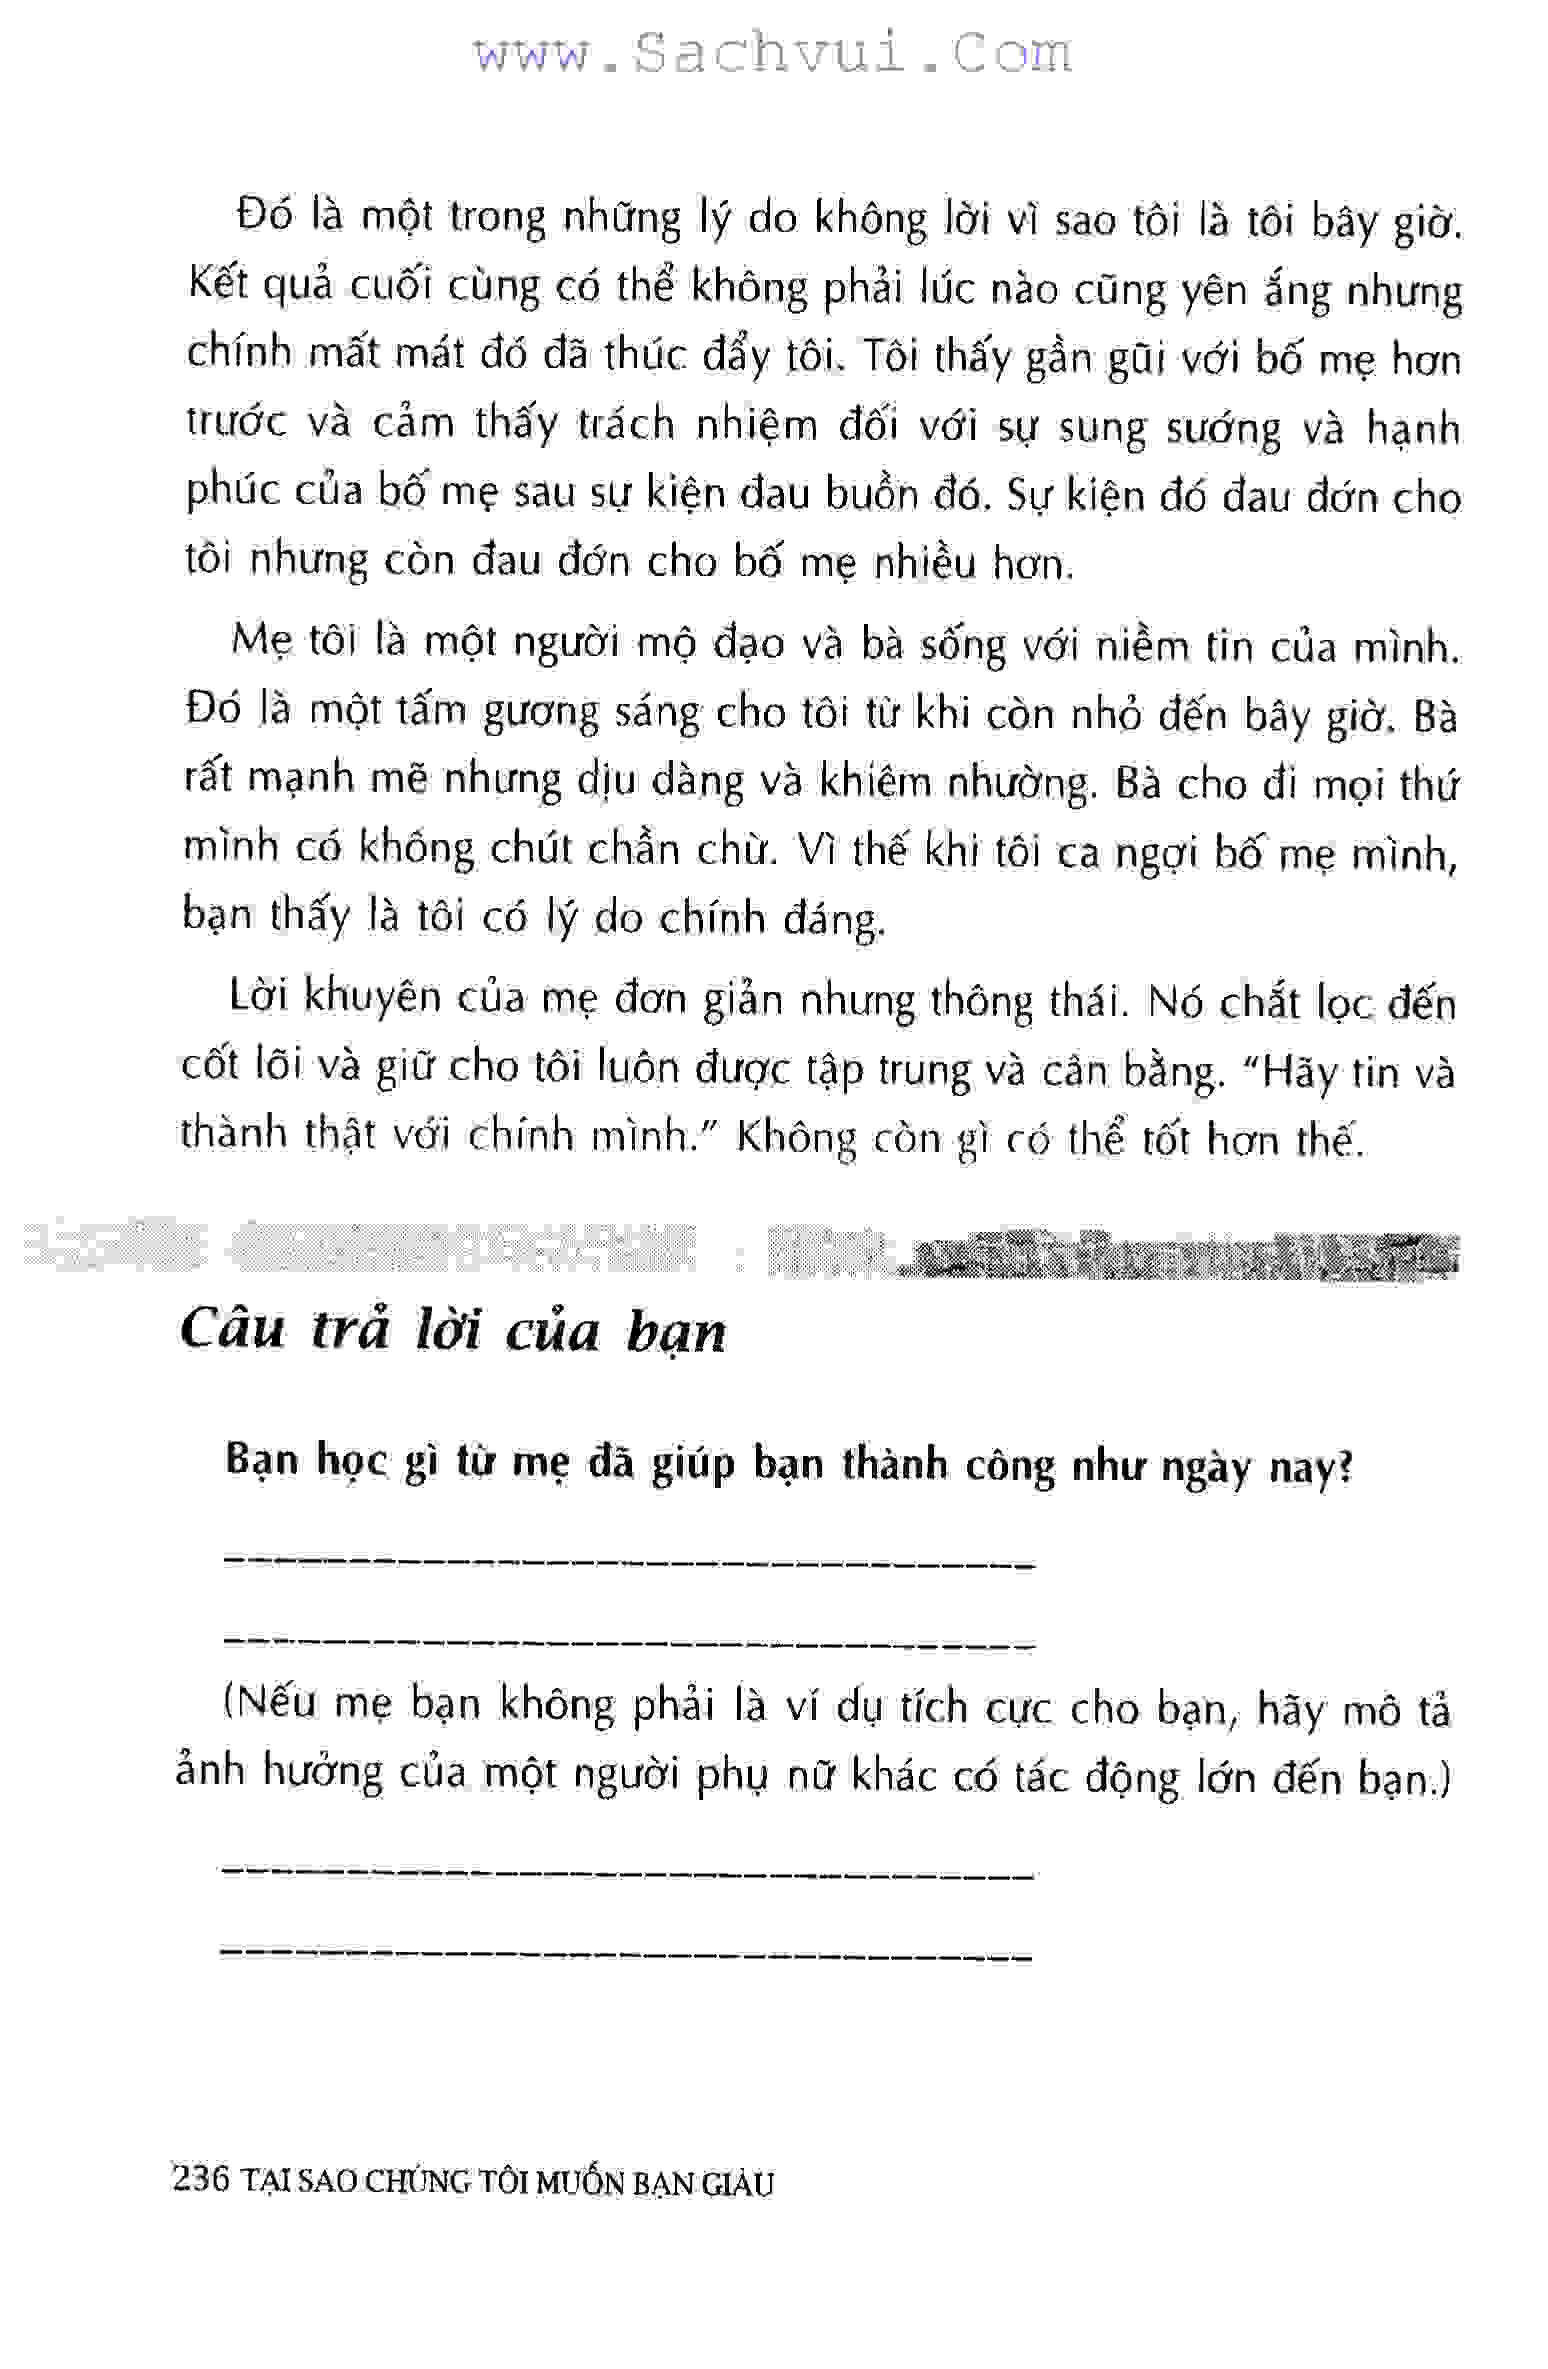 www.Sachvui.Com
Đó là một trong những lý do không lời vì sao tôi là tôi bây giờ.
Kết quả cuối cùng có thể không phải lúc nào cũng yên ắng nhưng
chính mất mát đó đã thúc đẩy tôi. Tôi thấy gần gũi với bố mẹ hơn
trước và cảm thấy trách nhiệm đối với sự sung sướng và hạnh
phúc của bố mẹ sau sự kiện đau buồn đó. Sự kiện đó đau đớn cho
tôi nhưng còn đau đớn cho bố mẹ nhiều hơn.
Mẹ tôi là một người mộ đạo và bà sống với niềm tin của mình.
Đó là một tấm gương sáng cho tôi từ khi còn nhỏ đến bây giờ. Bà
rất mạnh mẽ nhưng dịu dàng và khiêm nhường. Bà cho đi mọi thứ
mình có không chút chần chừ. Vì thế khi tôi ca ngợi bố mẹ mình,
bạn thấy là tôi có lý do chính đáng.
Lời khuyên của mẹ đơn giản nhưng thông thái. Nó chắt lọc đến
cốt lõi và giữ cho tôi luôn được tập trung và cân bằng. "Hãy tin và
thành thật với chính mình." Không còn gì có thể tốt hơn thế.
Câu trả lời của bạn
Bạn học gì từ mẹ đã giúp bạn thành công như ngày nay?
(Nếu mẹ bạn không phải là ví dụ tích cực cho bạn, hãy mô tả
ảnh hưởng của một người phụ nữ khác có tác động lớn đến bạn.)
236 TẠI SAO CHÚNG TÔI MUỐN BẠN GIÀU